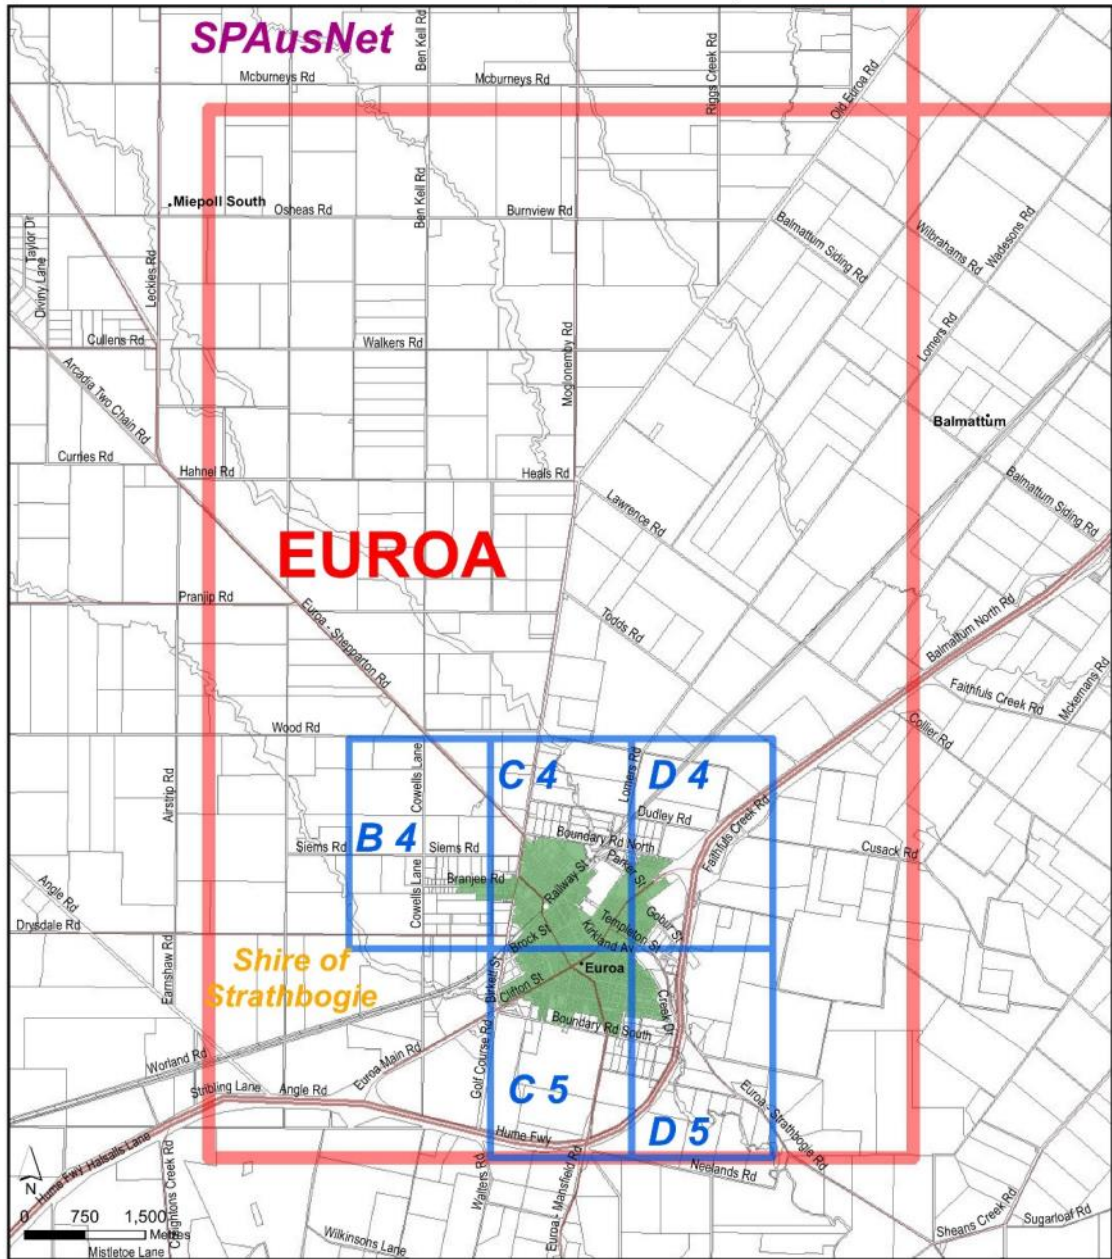 SPAusNet
Ben Kell Rd
Mcburneys Rd
Mcburneys Rd
Riggs Creek Rd
Old Euroa Rd
Miepoll South
Osheas Rd
Ben Kell Rd
Burnview Rd
Taylor Dr
Diviny Lane
Leckies Rd
Balmattum Siding Rd
Wilbrahams Rd
Wadesons Rd
Cullens Rd
Walkers Rd
Moglonemby Rd
Lomers Rd
Arcadia Two Chain Rd
Balmattum
Curries Rd
Hahnel Rd
Heals Rd
Lawrence Rd
Balmattum Siding Rd
EUROA
Pranjip Rd
Euroa - Shepparton Rd
Todds Rd
Balmattum North Rd
Faithfuls Creek Rd
Mckernans Rd
Collier Rd
Wood Rd
Airstrip Rd
Cowells Lane
C 4
Lomers Rd
D 4
Dudley Rd
Faithfuls Creek Rd
B 4
Siems Rd
Siems Rd
Boundary Rd North
Cusack Rd
Parker St
Branjee Rd
Railway St
Cowells Lane
Angle Rd
Gobur St
Templeton St
Kirkland Av
Drysdale Rd
Brock St
Shire of
Strathbogie
Earnshaw Rd
Birkett St
Euroa
Clifton St
Creek Dr
Boundary Rd South
Worland Rd
Euroa Main Rd
Golf Course Rd
Stribling Lane
Angle Rd
C 5
Euroa - Strathbogie Rd
Hume Fwy
D 5
Hume Fwy
Halsalls Lane
Neelands Rd
N
Creightons Creek Rd
Walters Rd
Euroa - Mansfield Rd
Sheans Creek Rd
Sugarloaf Rd
0 750 1,500
Metres
Wilkinsons Lane
Mistletoe Lane